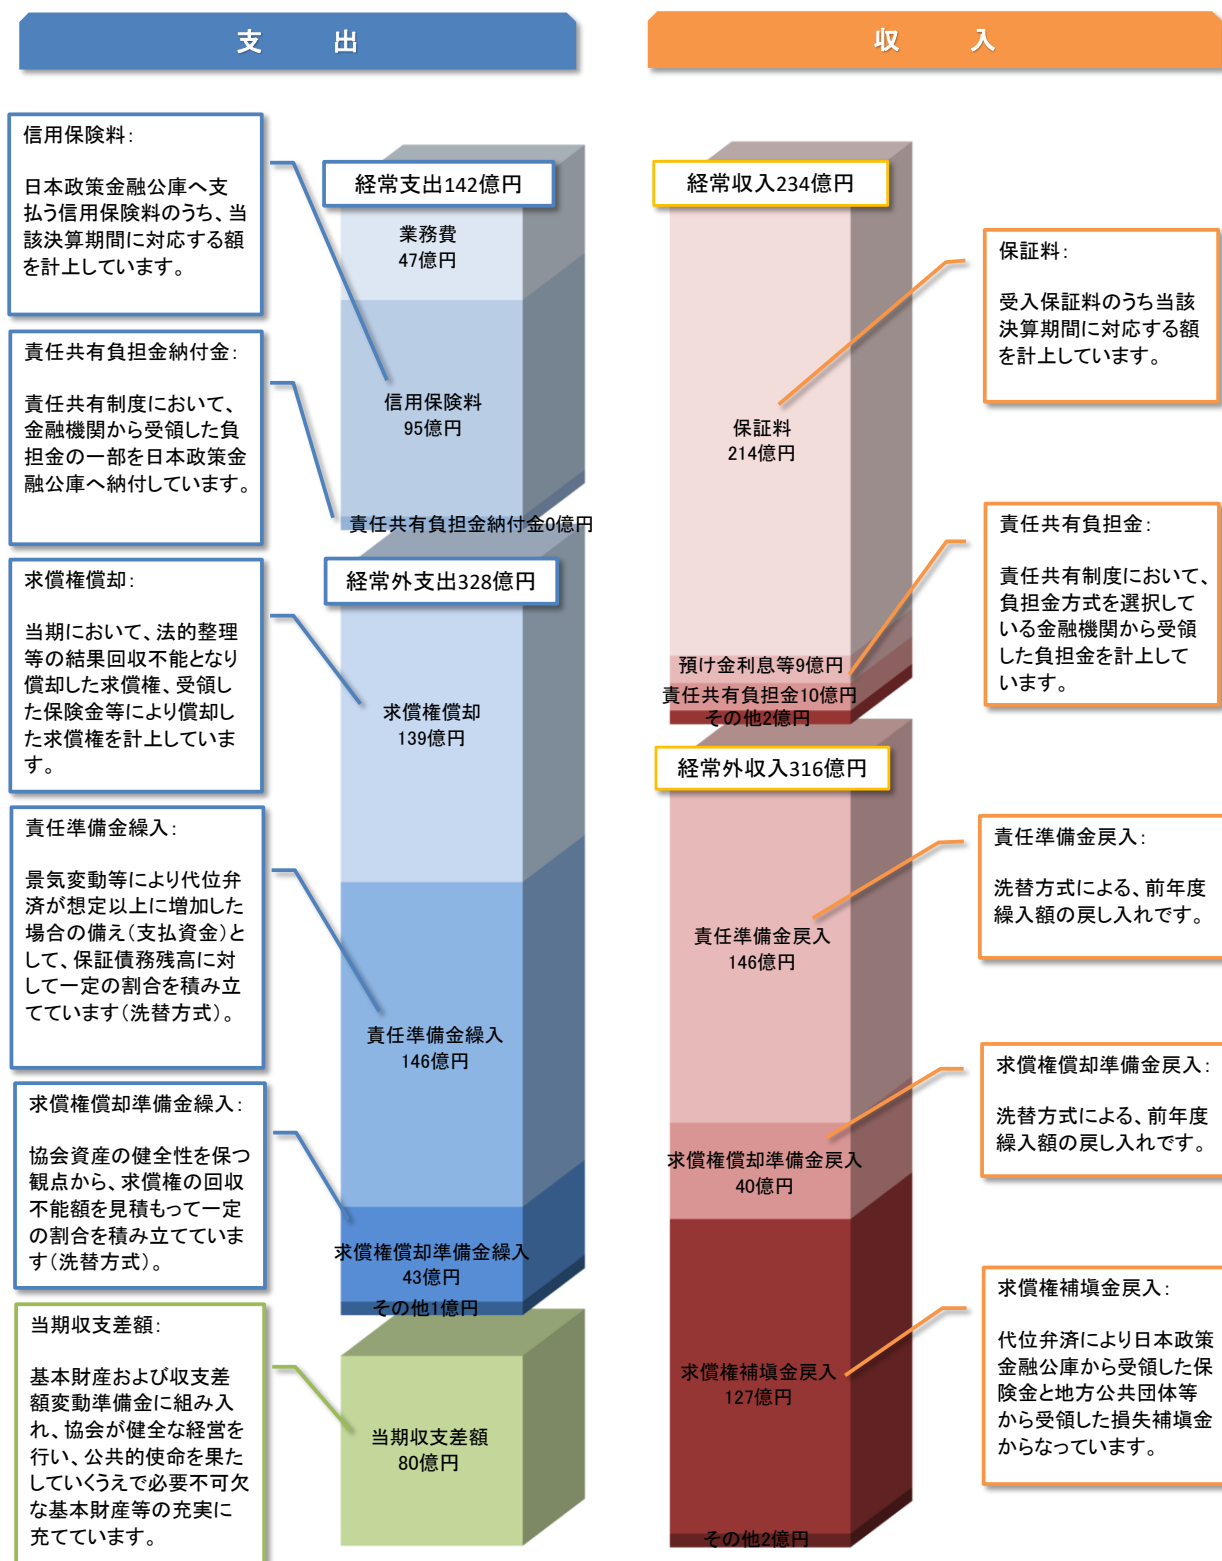 支 出
信用保険料：
日本政策金融公庫へ支
払う信用保険料のうち、当
該決算期間に対応する額
を計上しています。
責任共有負担金納付金：
責任共有制度において、
金融機関から受領した負
担金の一部を日本政策金
融公庫へ納付しています。
求償権償却：
当期において、法的整理
等の結果回収不能となり
償却した求償権、受領し
た保険金等により償却し
た求償権を計上していま
す。
責任準備金繰入：
景気変動等により代位弁
済が想定以上に増加した
場合の備え（支払資金）と
して、保証債務残高に対
して一定の割合を積み立
てています（洗替方式）。
求償権償却準備金繰入：
協会資産の健全性を保つ
観点から、求償権の回収
不能額を見積もって一定
の割合を積み立てていま
す（洗替方式）。
当期収支差額：
基本財産および収支差
額変動準備金に組み入
れ、協会が健全な経営を
行い、公共的使命を果た
していくうえで必要不可欠
な基本財産等の充実に
充てています。
経常支出142億円
業務費
47億円
信用保険料
95億円
責任共有負担金納付金0億円
経常外支出328億円
求償権償却
139億円
責任準備金繰入
146億円
求償権償却準備金繰入
43億円
その他1億円
当期収支差額
80億円
収 入
経常収入234億円
保証料
214億円
預け金利息等9億円
責任共有負担金10億円
その他2億円
経常外収入316億円
責任準備金戻入
146億円
求償権償却準備金戻入
40億円
求償権補塡金戻入
127億円
その他2億円
保証料：
受入保証料のうち当該
決算期間に対応する額
を計上しています。
責任共有負担金：
責任共有制度において、
負担金方式を選択して
いる金融機関から受領
した負担金を計上して
います。
責任準備金戻入：
洗替方式による、前年度
繰入額の戻し入れです。
求償権償却準備金戻入：
洗替方式による、前年度
繰入額の戻し入れです。
求償権補塡金戻入：
代位弁済により日本政策
金融公庫から受領した保
険金と地方公共団体等
から受領した損失補塡金
からなっています。